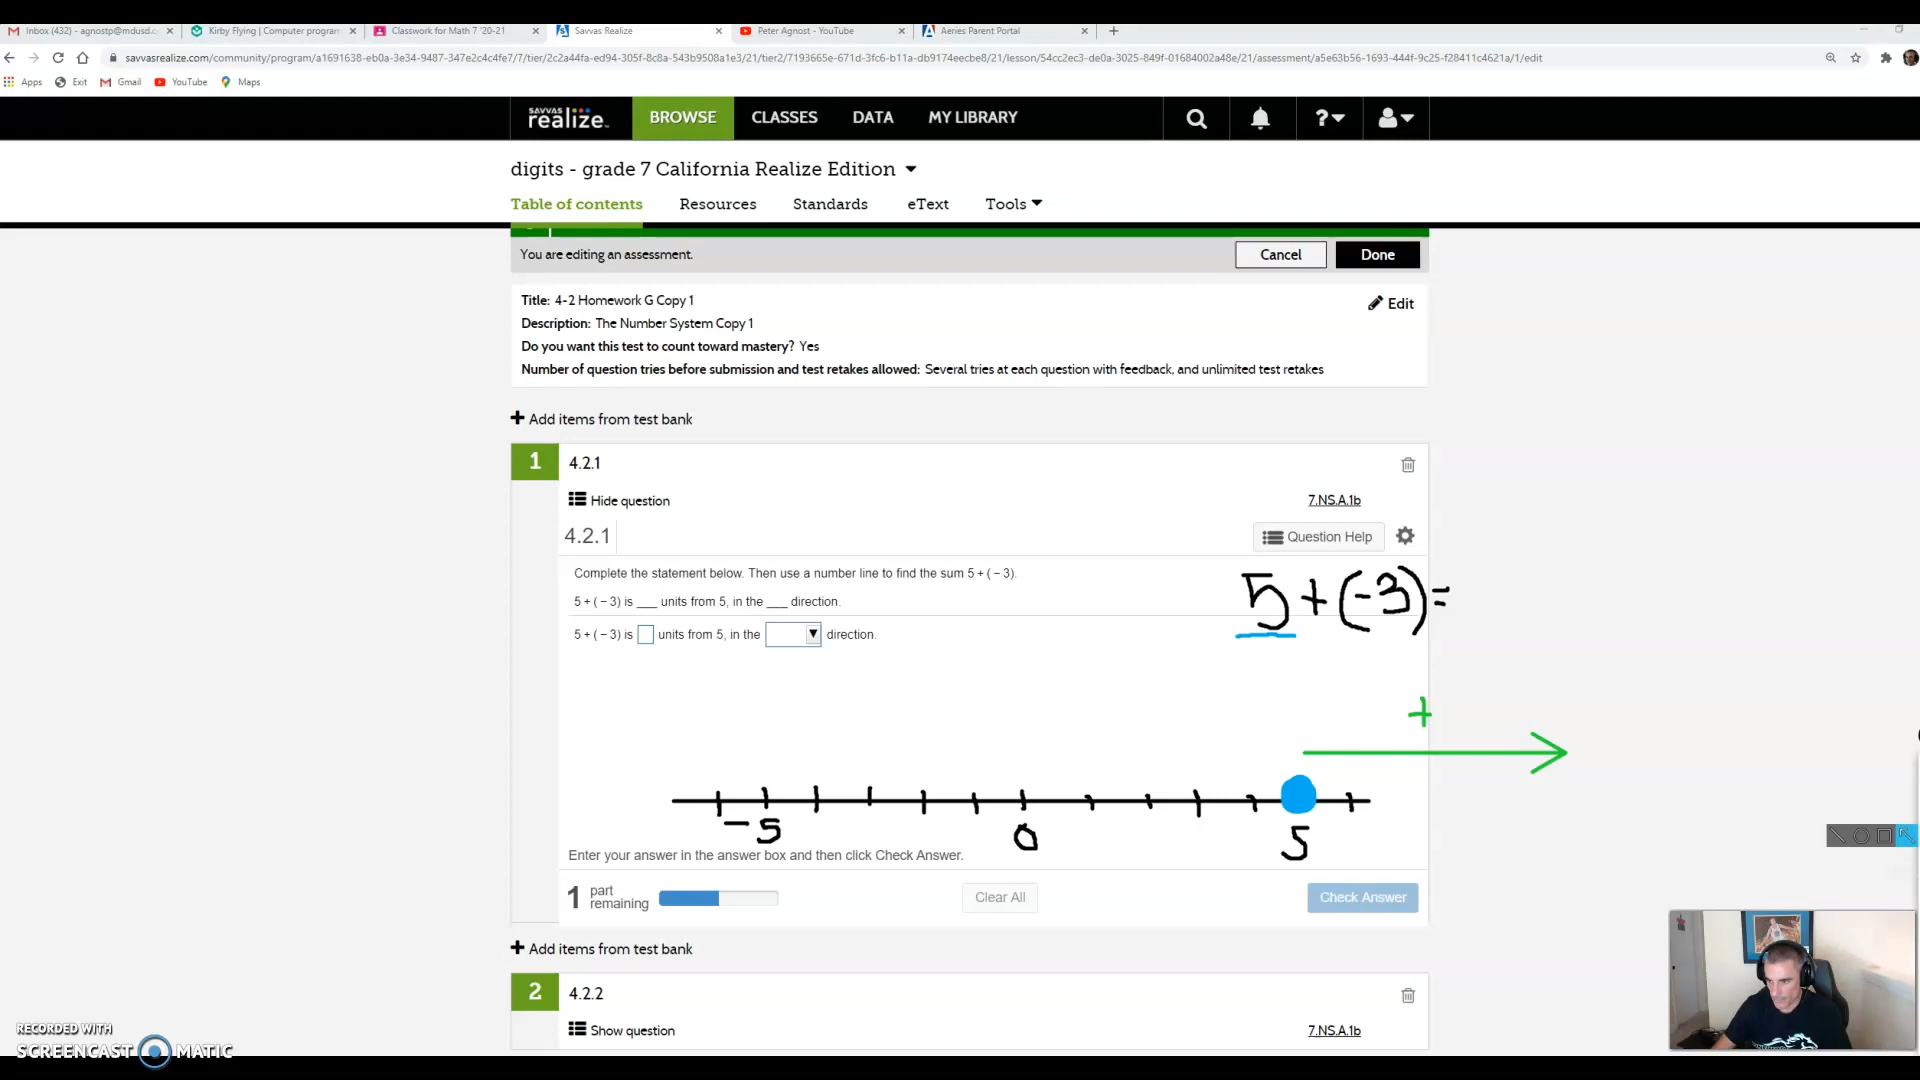 Inbox (432) - agnostp@mdusd.o
Kirby Flying | Computer program
Classwork for Math 7 '20-21
Savvas Realize
Peter Agnost - YouTube
Aeries Parent Portal
savvasrealize.com/community/program/a1691638-eb0a-3e34-9487-347e2c4c4fe7/7/tier/2c2a44fa-ed94-305f-8c8a-543b9508a1e3/21/tier2/7193665e-671d-3fc6-b11a-db9174eecbe8/21/lesson/54cc2ec3-de0a-3025-849f-01684002a48e/21/assessment/a5e63b56-1693-444f-9c25-f28411c4621a/1/edit
Apps Exit Gmail YouTube Maps
SAVVAS realize. BROWSE CLASSES DATA MY LIBRARY ?
digits - grade 7 California Realize Edition
Table of contents Resources Standards eText Tools
You are editing an assessment. Cancel Done
Title: 4-2 Homework G Copy 1 Edit
Description: The Number System Copy 1
Do you want this test to count toward mastery? Yes
Number of question tries before submission and test retakes allowed: Several tries at each question with feedback, and unlimited test retakes
+ Add items from test bank
1 4.2.1
Hide question 7.NS.A.1b
4.2.1 Question Help
Complete the statement below. Then use a number line to find the sum 5 + ( − 3).
5 + ( − 3) is ___ units from 5, in the ___ direction.
5 + (-3) =
5 + ( − 3) is units from 5, in the direction.
+
-5 0 5
Enter your answer in the answer box and then click Check Answer.
1 part remaining Clear All Check Answer
+ Add items from test bank
2 4.2.2
Show question 7.NS.A.1b
RECORDED WITH
SCREENCAST MATIC